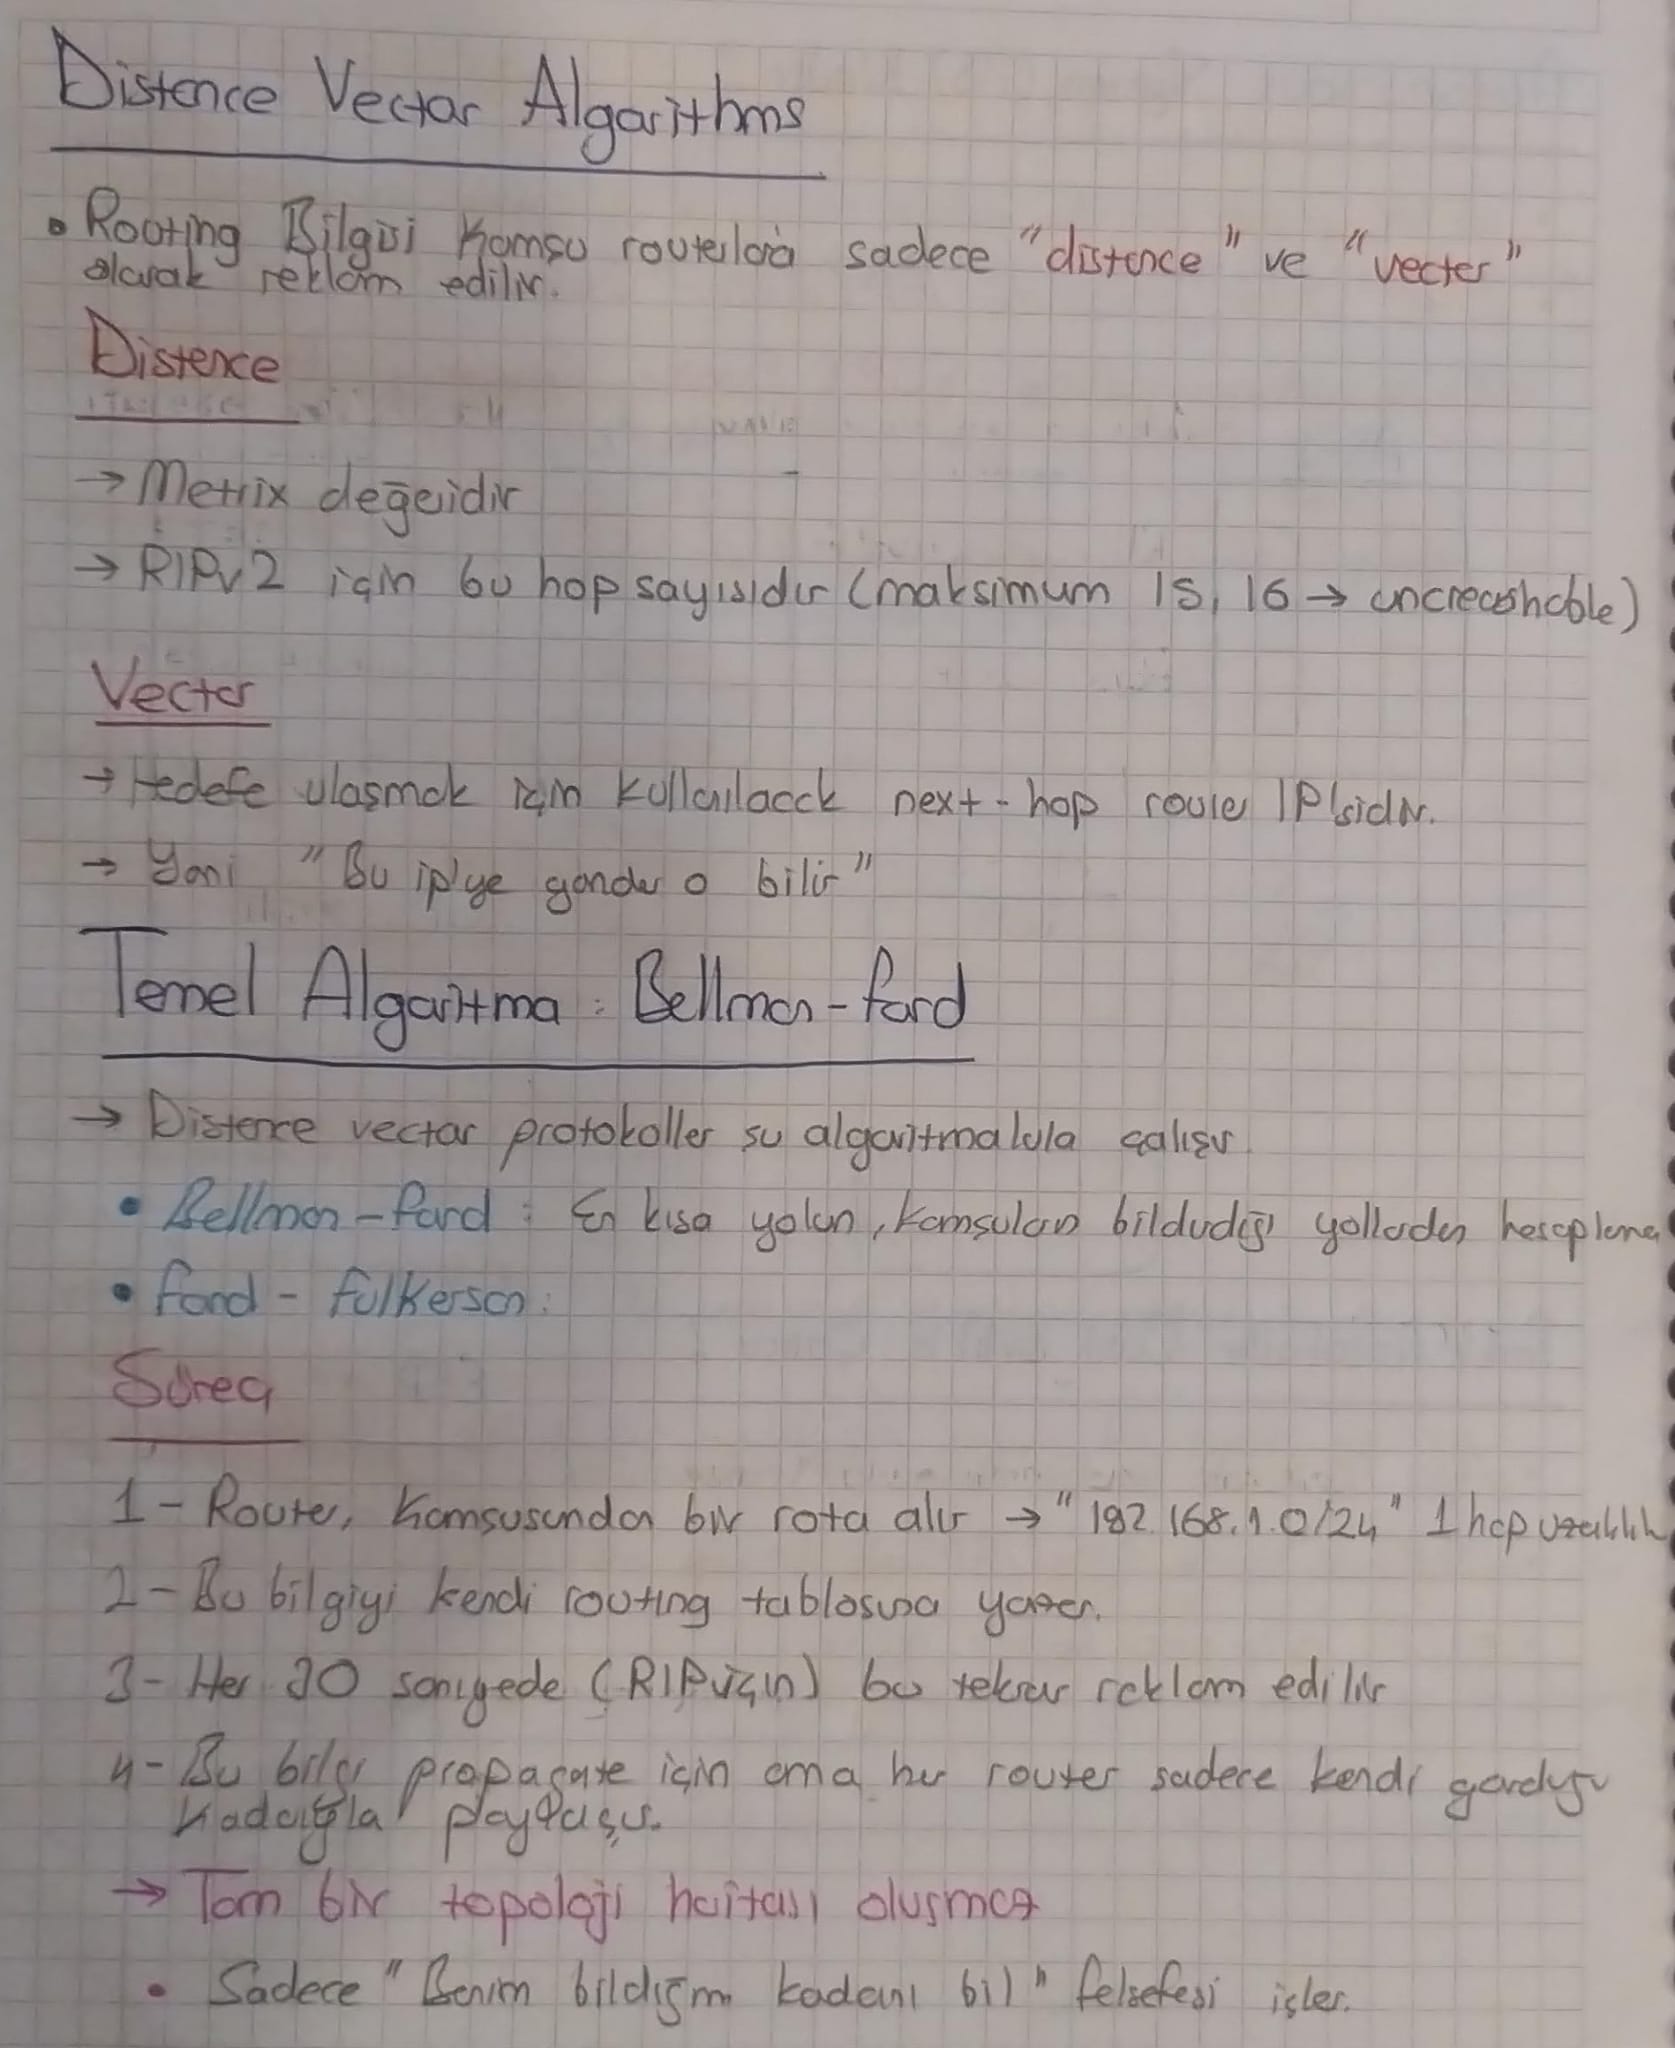 Distence Vector Algorithms
• Routing Bilgisi Komşu routerlara sadece "distence" ve "vector"
olarak reklam edilir.
Distence
→ Metrix değeridir
→ RIPv2 için bu hop sayısıdır (maksimum 15, 16 → uncreashable)
Vector
→ Hedefe ulaşmak için kullanılacak next-hop router IP'sidir.
→ Yani "Bu ip'ye gönder o bilir"
Temel Algoritma : Bellman-ford
→ Distence vector protokoller şu algoritmalarla çalışır
• Bellman-ford : En kısa yolun, komşuların bildirdiği yollardan hesaplama
• ford - fulkerson :
Süreç
1- Router, Komşusundan bir rota alır → "192.168.1.0/24" 1 hop uzaklık
2- Bu bilgiyi kendi routing tablosuna yazar.
3- Her 30 saniyede (RIP için) bu tekrar reklam edilir
4- Bu bilgi propagate için ama her router sadece kendi gördüğü
kadarıyla paylaşır.
→ Tam bir topoloji haritası oluşmaz
• Sadece "Benim bildiğim kadarını bil" felsefesi işler.